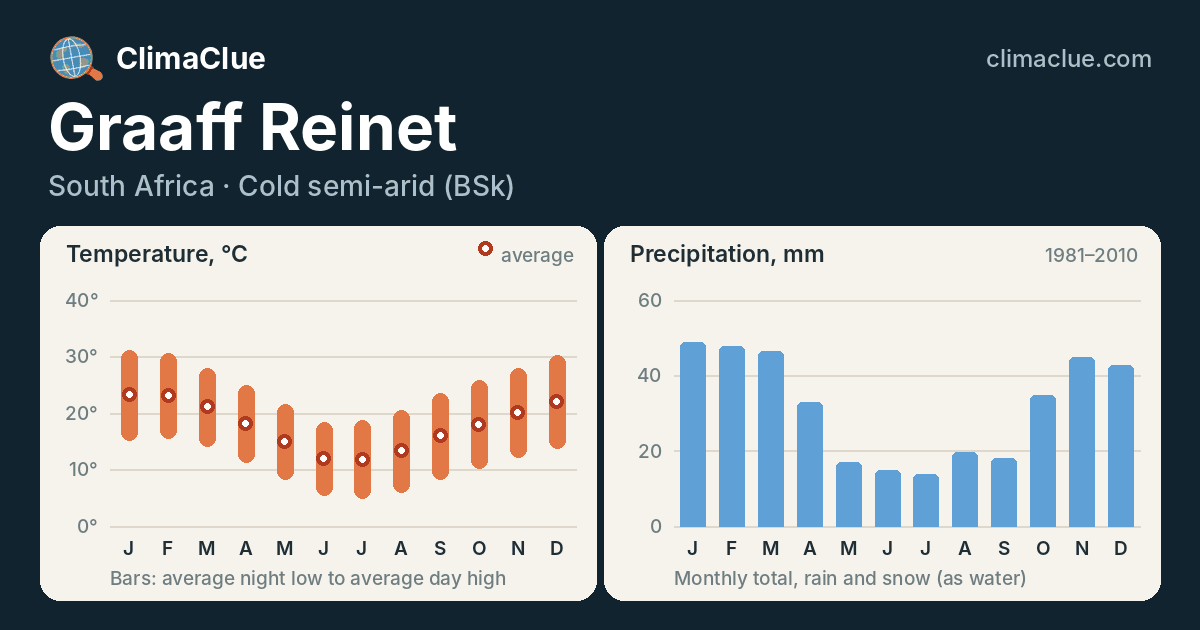 ClimaClue
climaclue.com
Graaff Reinet
South Africa · Cold semi-arid (BSk)
Temperature, °C
average
40°
30°
20°
10°
0°
J F M A M J J A S O N D
Bars: average night low to average day high
Precipitation, mm
1981–2010
60
40
20
0
J F M A M J J A S O N D
Monthly total, rain and snow (as water)